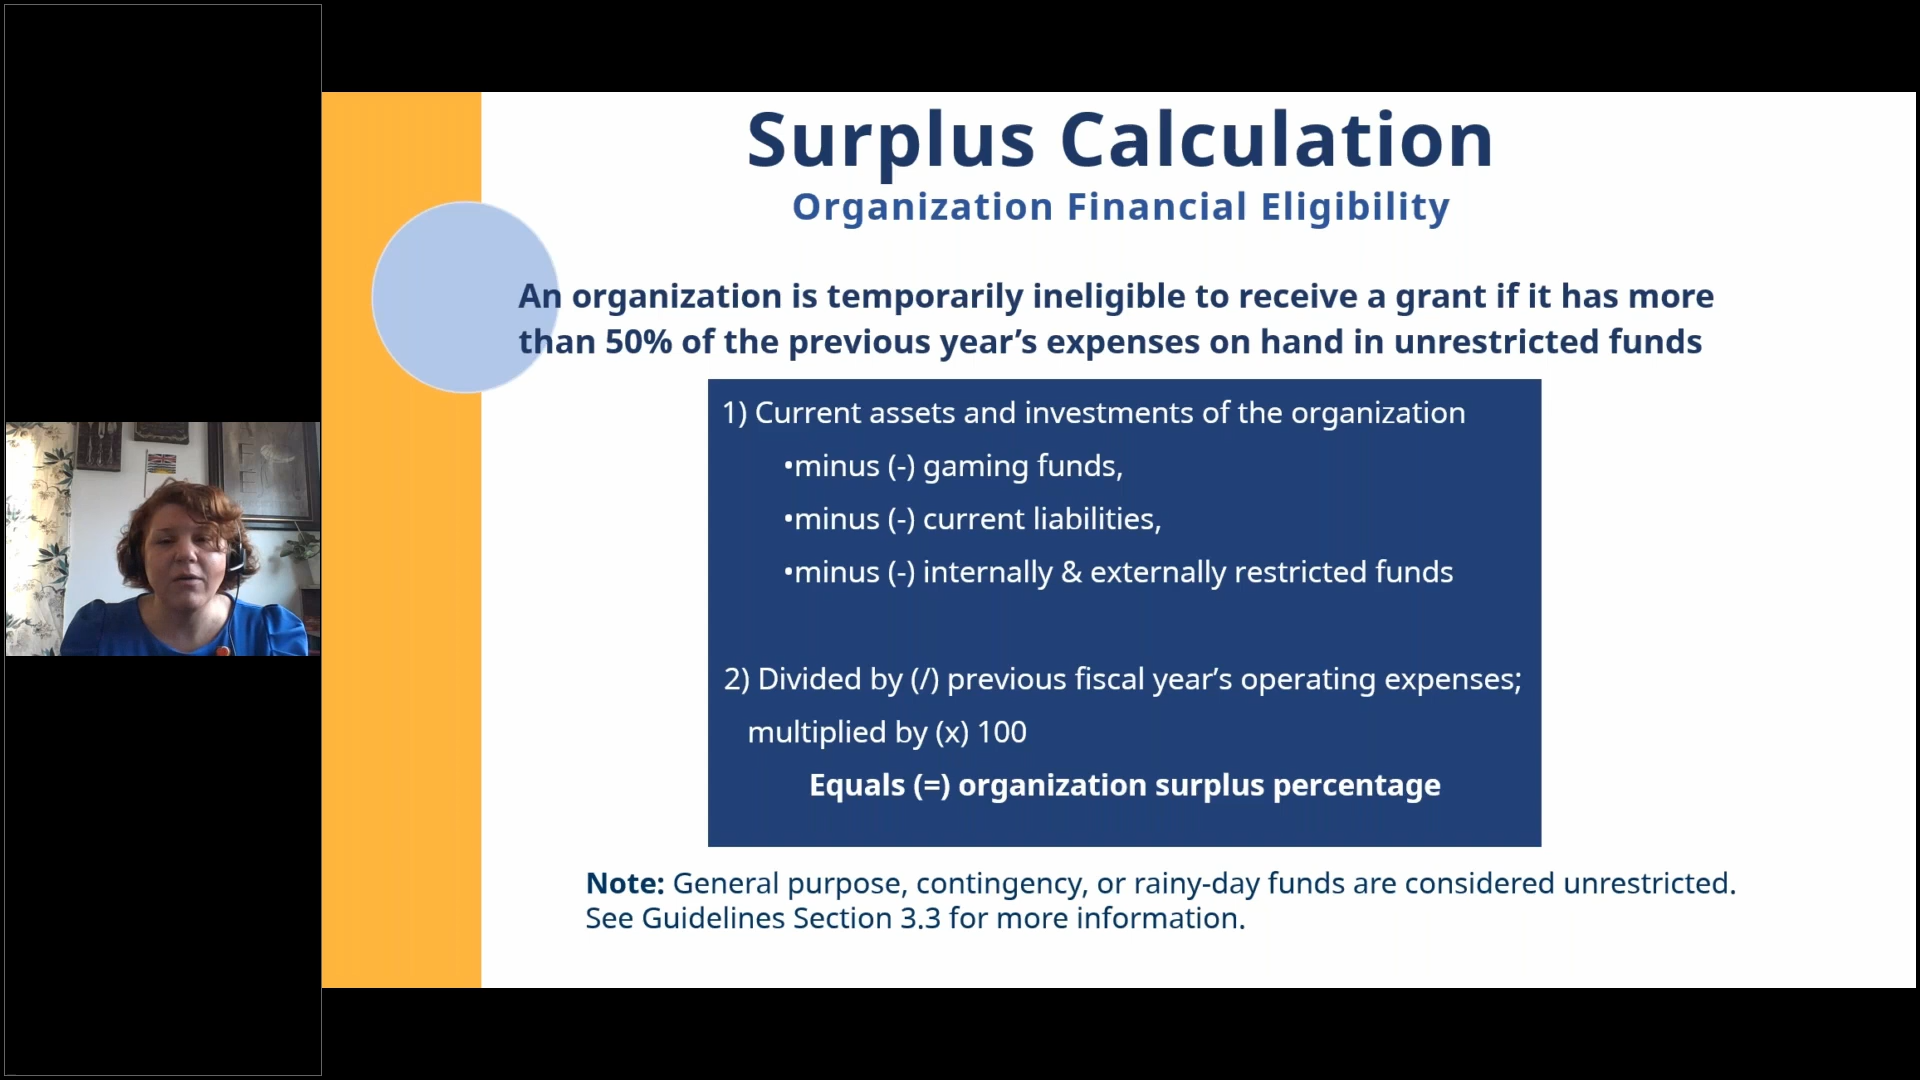 Surplus Calculation
Organization Financial Eligibility
An organization is temporarily ineligible to receive a grant if it has more
than 50% of the previous year’s expenses on hand in unrestricted funds
1) Current assets and investments of the organization
•minus (-) gaming funds,
•minus (-) current liabilities,
•minus (-) internally & externally restricted funds
2) Divided by (/) previous fiscal year’s operating expenses;
multiplied by (x) 100
Equals (=) organization surplus percentage
Note: General purpose, contingency, or rainy-day funds are considered unrestricted.
See Guidelines Section 3.3 for more information.